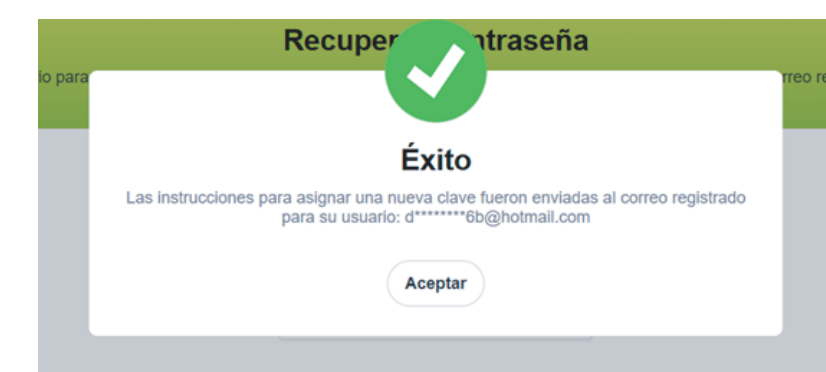 Recuper ntraseña
io para
rreo re
Éxito
Las instrucciones para asignar una nueva clave fueron enviadas al correo registrado
para su usuario: d********6b@hotmail.com
Aceptar